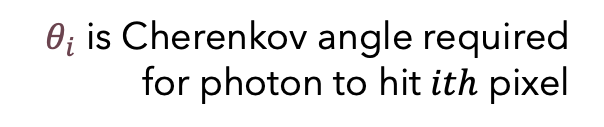 θᵢ is Cherenkov angle required
for photon to hit ith pixel